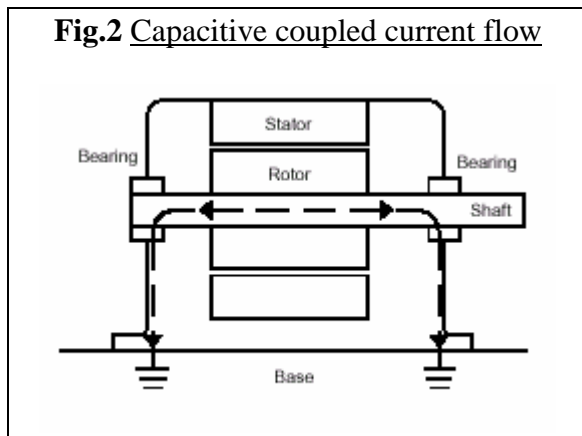 Fig.2 Capacitive coupled current flow
Stator
Bearing
Bearing
Rotor
Shaft
Base